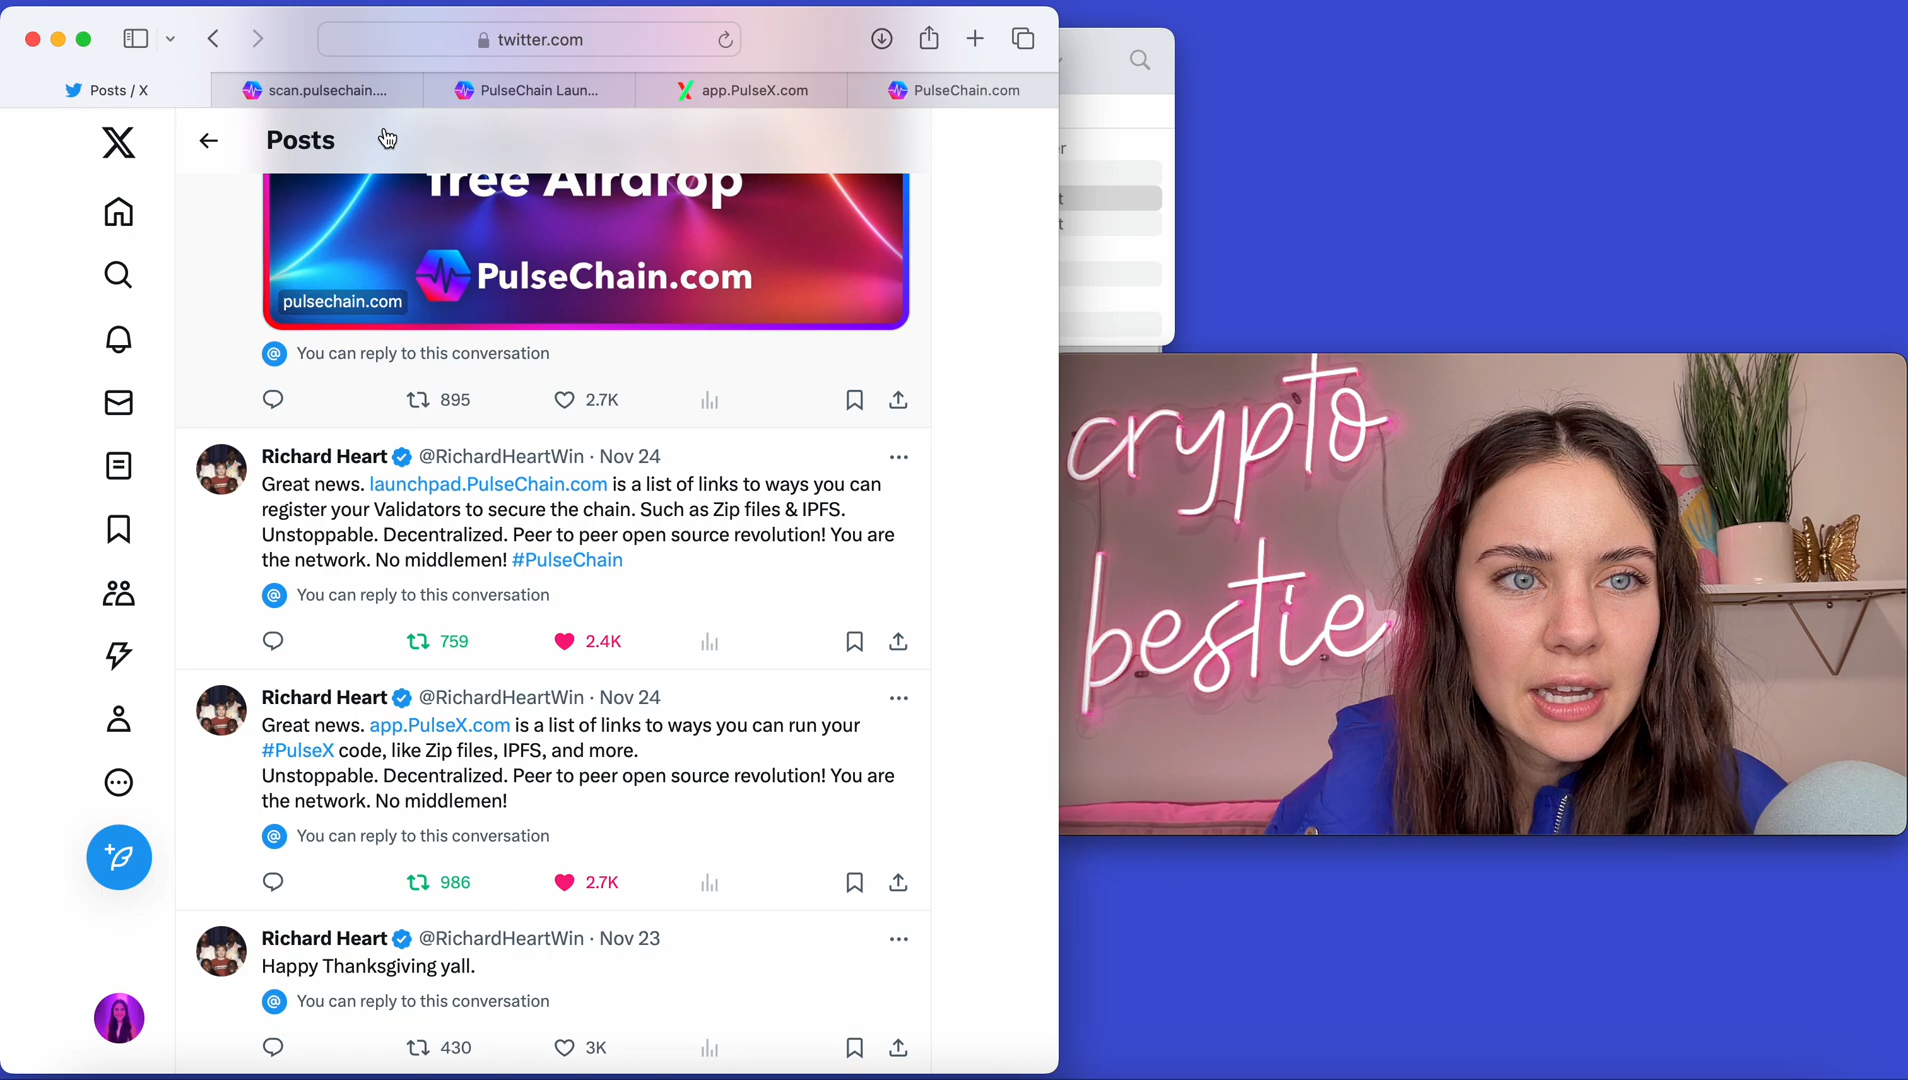 twitter.com
Posts / X
scan.pulsechain....
PulseChain Laun...
app.PulseX.com
PulseChain.com
Posts
free Airdrop
PulseChain.com
pulsechain.com
You can reply to this conversation
895
2.7K
Richard Heart @RichardHeartWin · Nov 24
Great news. launchpad.PulseChain.com is a list of links to ways you can
register your Validators to secure the chain. Such as Zip files & IPFS.
Unstoppable. Decentralized. Peer to peer open source revolution! You are
the network. No middlemen! #PulseChain
You can reply to this conversation
759
2.4K
Richard Heart @RichardHeartWin · Nov 24
Great news. app.PulseX.com is a list of links to ways you can run your
#PulseX code, like Zip files, IPFS, and more.
Unstoppable. Decentralized. Peer to peer open source revolution! You are
the network. No middlemen!
You can reply to this conversation
986
2.7K
Richard Heart @RichardHeartWin · Nov 23
Happy Thanksgiving yall.
You can reply to this conversation
430
3K
crypto
bestie